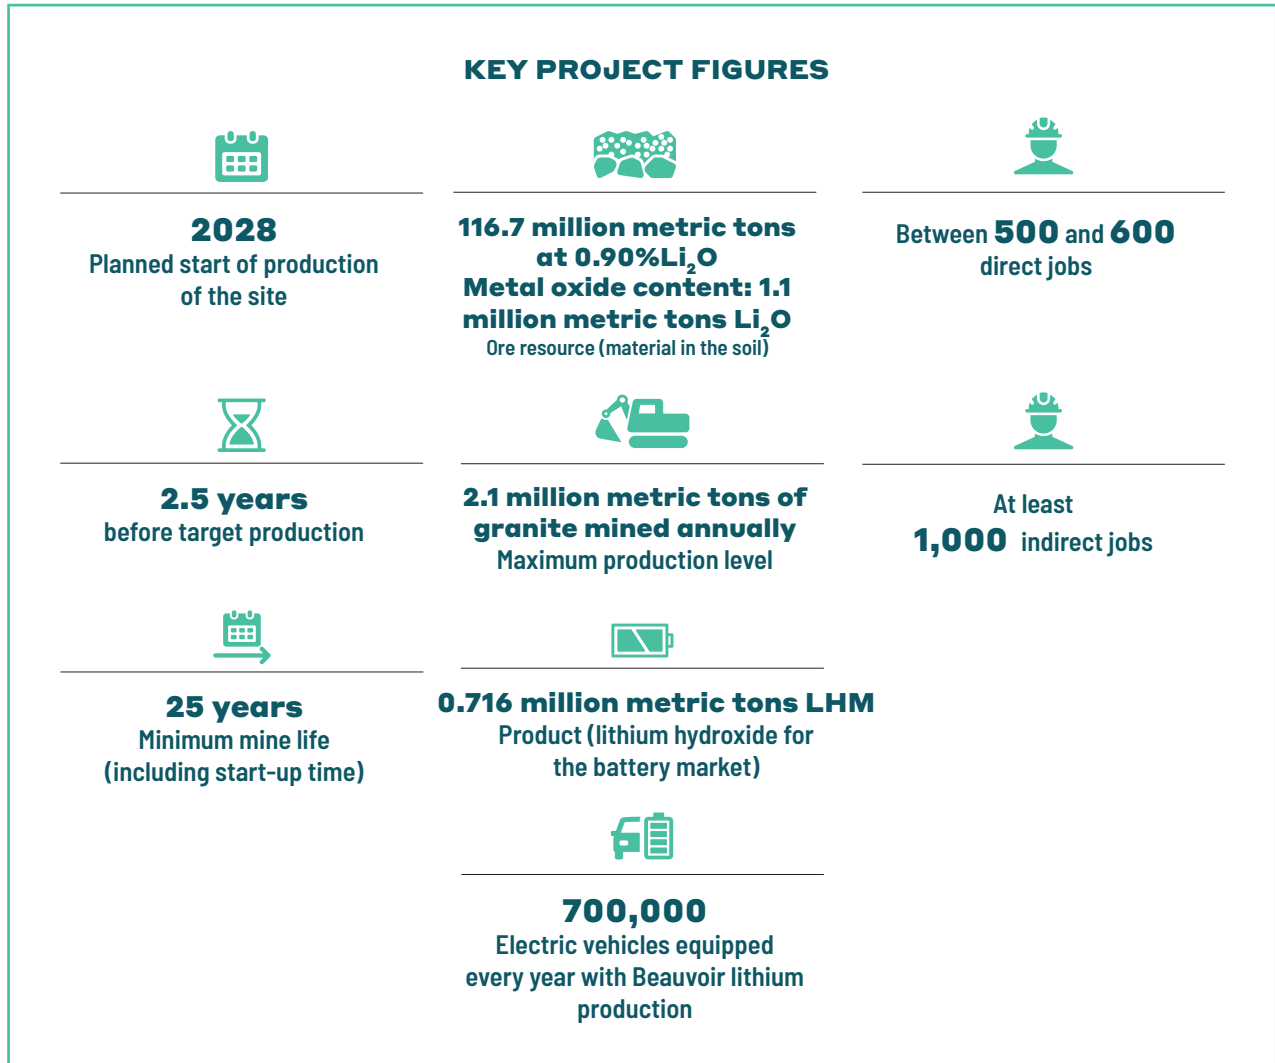 KEY PROJECT FIGURES
2028
Planned start of production
of the site
116.7 million metric tons
at 0.90%Li₂O
Metal oxide content: 1.1
million metric tons Li₂O
Ore resource (material in the soil)
Between 500 and 600
direct jobs
2.5 years
before target production
2.1 million metric tons of
granite mined annually
Maximum production level
At least
1,000 indirect jobs
25 years
Minimum mine life
(including start-up time)
0.716 million metric tons LHM
Product (lithium hydroxide for
the battery market)
700,000
Electric vehicles equipped
every year with Beauvoir lithium
production